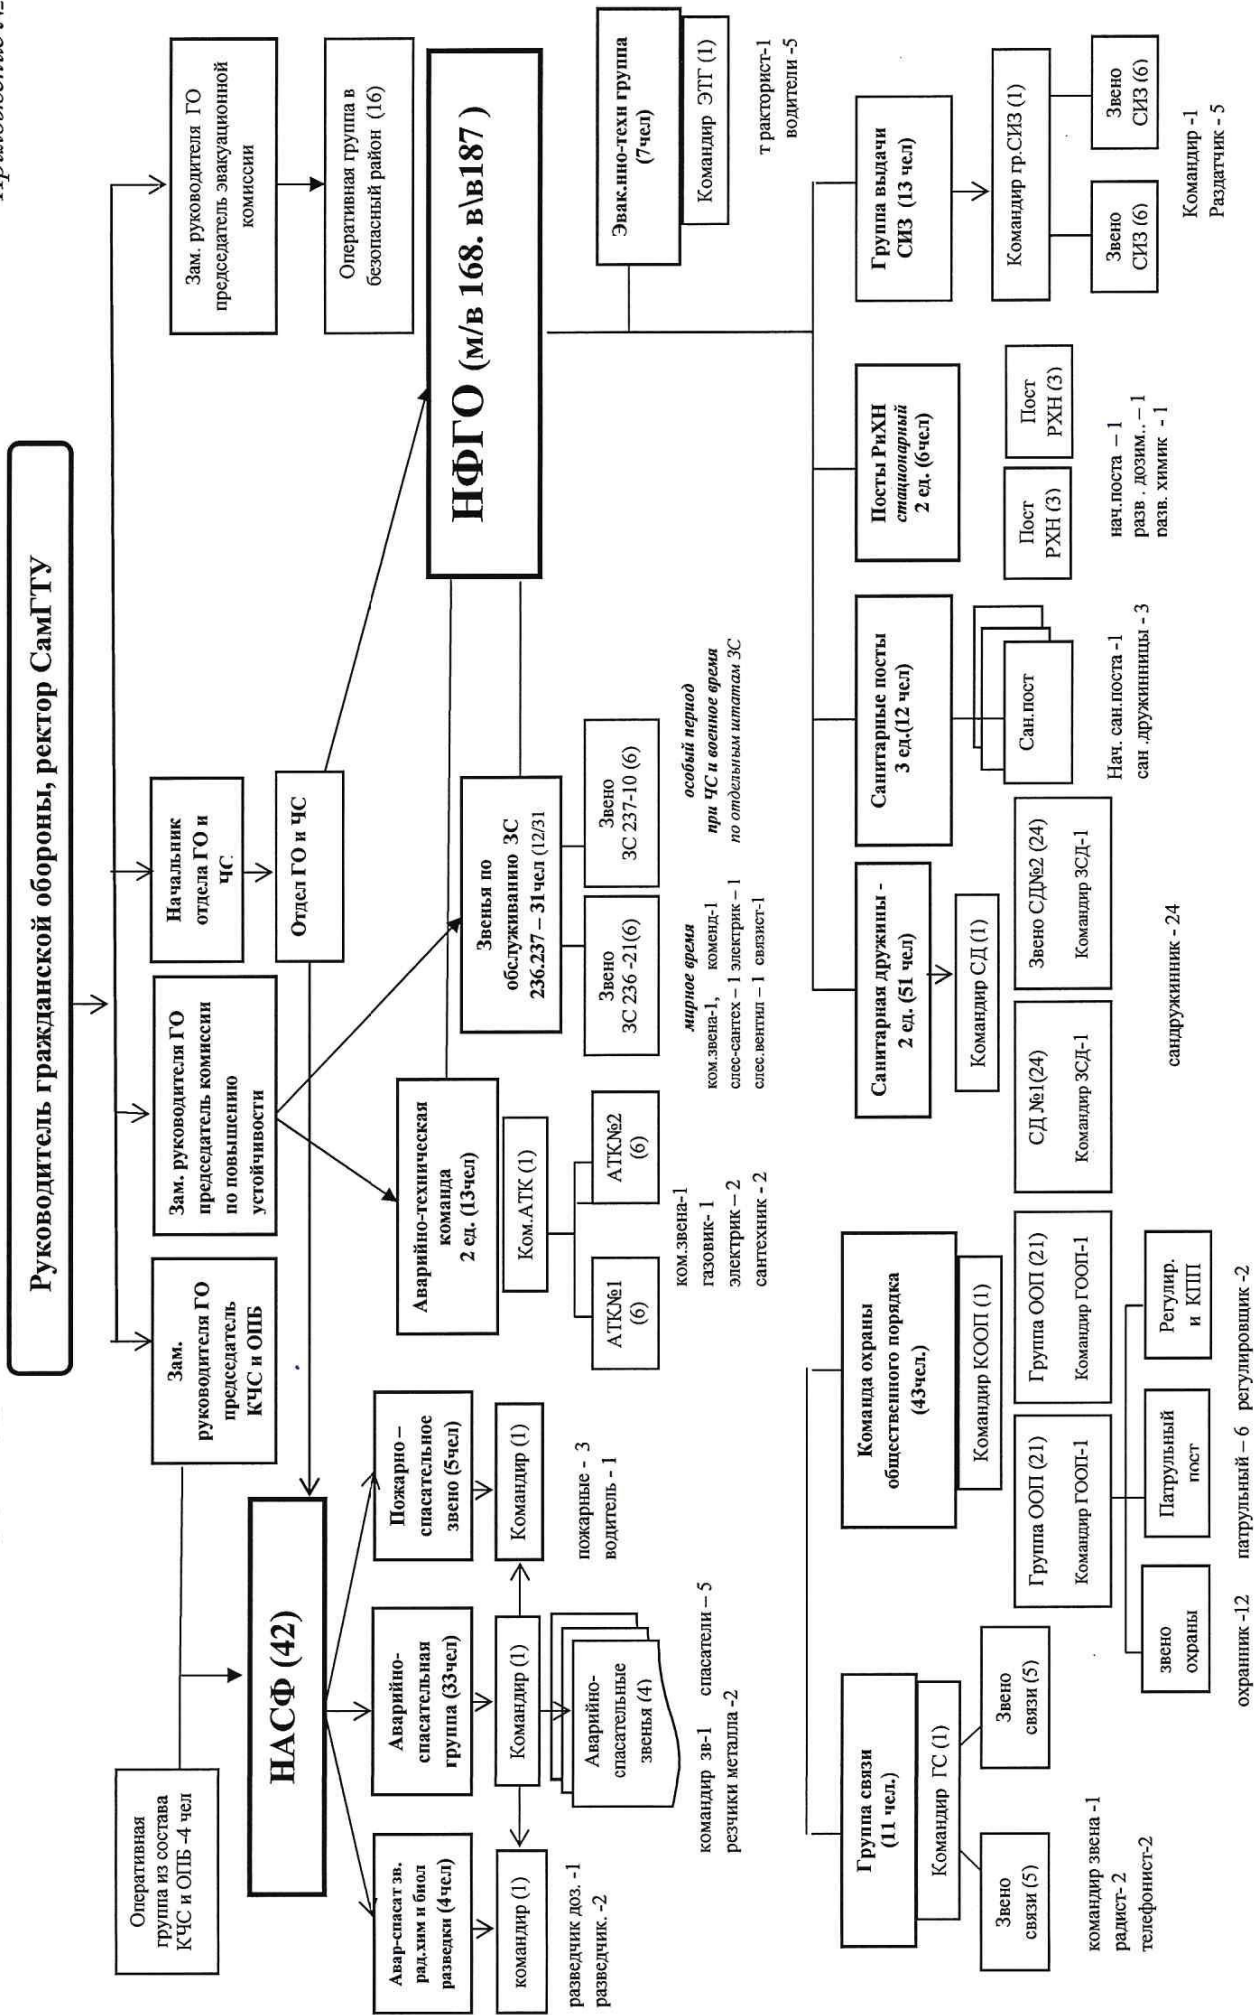 Руководитель гражданской обороны, ректор СамГТУ
Оперативная
группа из состава
КЧС и ОПБ -4 чел
Зам.
руководителя ГО
председатель
КЧС и ОПБ
Зам. руководителя ГО
председатель комиссии
по повышению
устойчивости
Начальник
отдела ГО и
ЧС
Зам. руководителя ГО
председатель эвакуационной
комиссии
Отдел ГО и ЧС
Оперативная группа в
безопасный район (16)
НАСФ (42)
НФГО (м/в 168. в\в187 )
Авар-спасат зв.
рад.хим и биол
разведки (4чел)
Аварийно-
спасательная
группа (33чел)
Пожарно –
спасательное
звено (5чел)
командир (1)
Командир (1)
Командир (1)
разведчик доз. -1
разведчик. -2
Аварийно-
спасательные
звенья (4)
пожарные - 3
водитель - 1
командир зв-1 спасатели – 5
резчики металла -2
Аварийно-техническая
команда
2 ед. (13чел)
Ком.АТК (1)
АТК№1
(6)
АТК№2
(6)
ком.звена-1
газовик- 1
электрик – 2
сантехник - 2
Звенья по
обслуживанию ЗС
236.237 – 31чел (12/31
Звено
ЗС 236 -21(6)
Звено
ЗС 237-10 (6)
мирное время
ком.звена-1, коменд-1
слес-сантех – 1 электрик – 1
слес.вентил – 1 связист-1
особый период
при ЧС и военное время
по отдельным штатам ЗС
Эвак.нно-техн группа
(7чел)
Командир ЭТГ (1)
т ракторист-1
водители -5
Группа связи
(11 чел.)
Командир ГС (1)
Звено
связи (5)
Звено
связи (5)
командир звена -1
радист- 2
телефонист-2
Команда охраны
общественного порядка
(43чел.)
Командир КООП (1)
Группа ООП (21)
Командир ГООП-1
Группа ООП (21)
Командир ГООП-1
звено
охраны
Патрульный
пост
Регулир.
и КПП
охранник -12 патрульный – 6 регулировщик -2
Санитарная дружины -
2 ед. (51 чел)
Командир СД (1)
СД №1(24)
Командир ЗСД-1
Звено СД№2 (24)
Командир ЗСД-1
сандружинник - 24
Санитарные посты
3 ед.(12 чел)
Сан.пост
Нач. сан.поста -1
сан .дружинницы - 3
Посты РиХН
стационарный
2 ед. (6чел)
Пост
РХН (3)
Пост
РХН (3)
нач.поста – 1
разв . дозим.. – 1
разв. химик - 1
Группа выдачи
СИЗ (13 чел)
Командир гр.СИЗ (1)
Звено
СИЗ (6)
Звено
СИЗ (6)
Командир -1
Раздатчик - 5